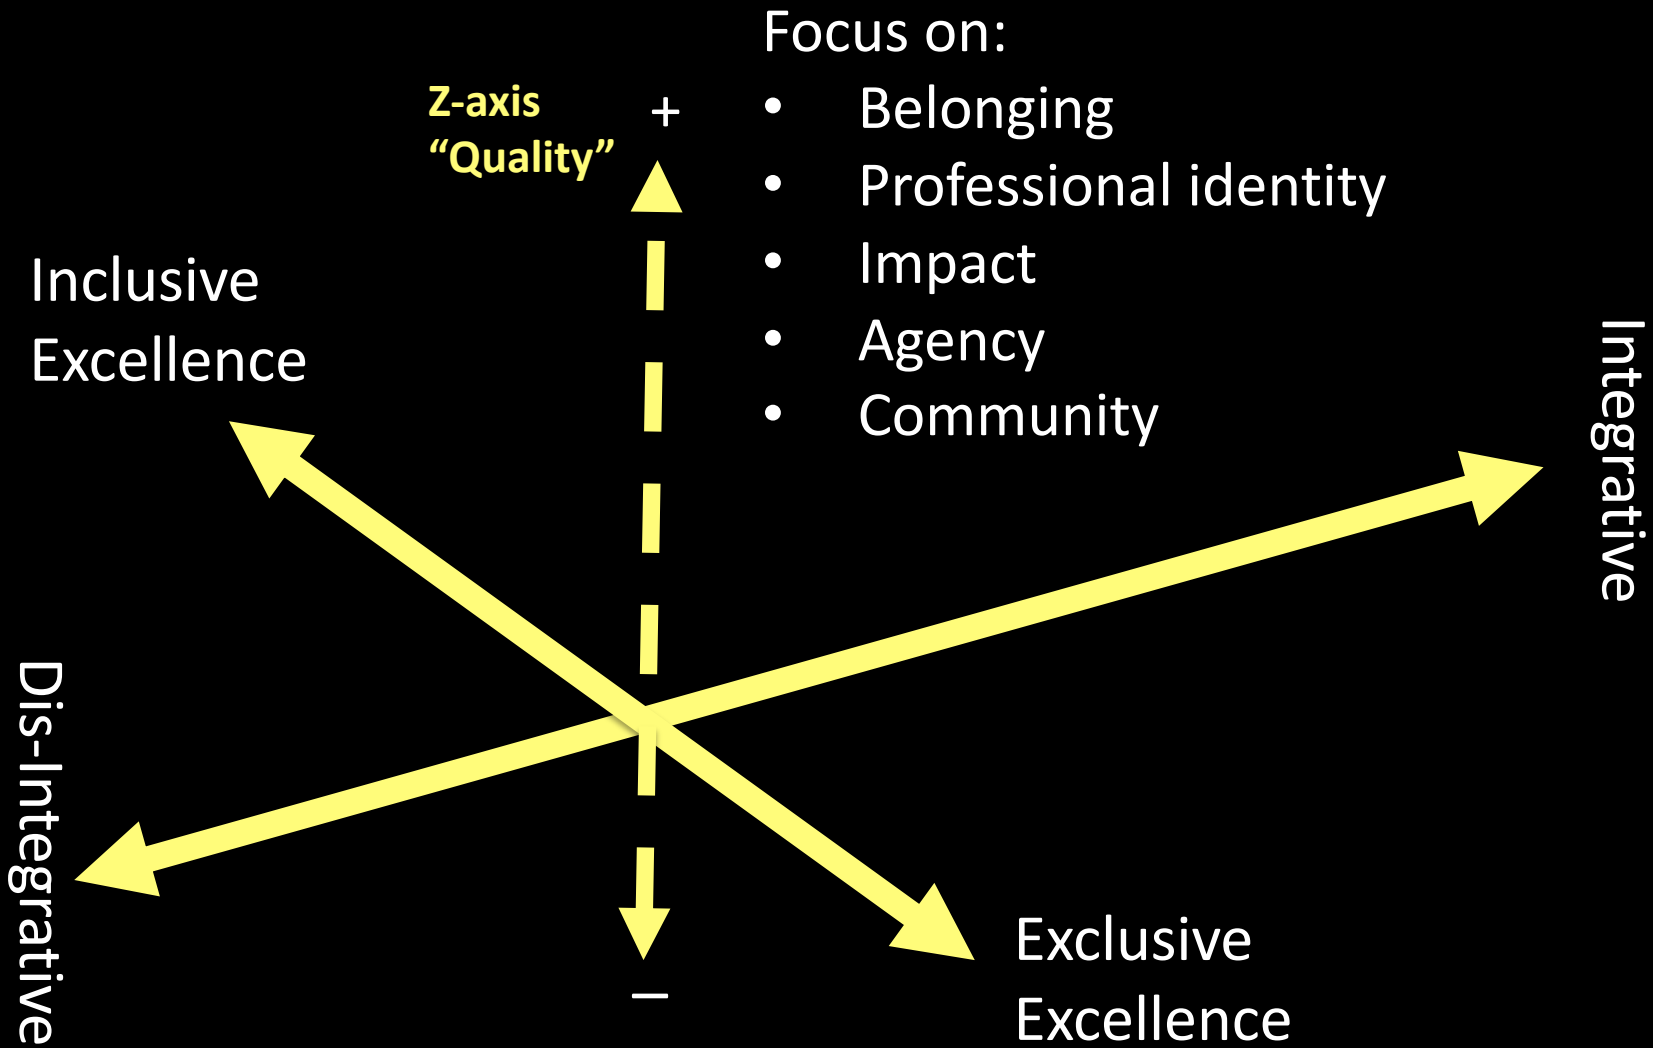 Focus on:
Z-axis
“Quality”
+
• Belonging
• Professional identity
• Impact
• Agency
• Community
Inclusive
Excellence
Integrative
Dis-Integrative
Exclusive
Excellence
–